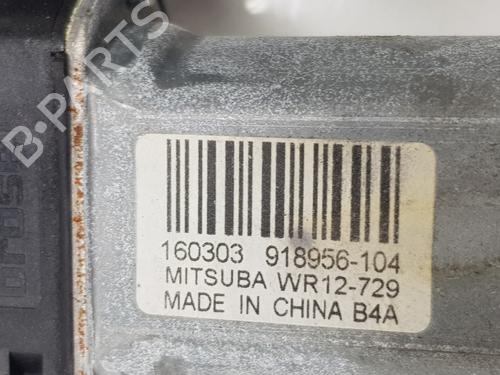 B-PARTS
160303 918956-104
MITSUBA WR12-729
MADE IN CHINA B4A